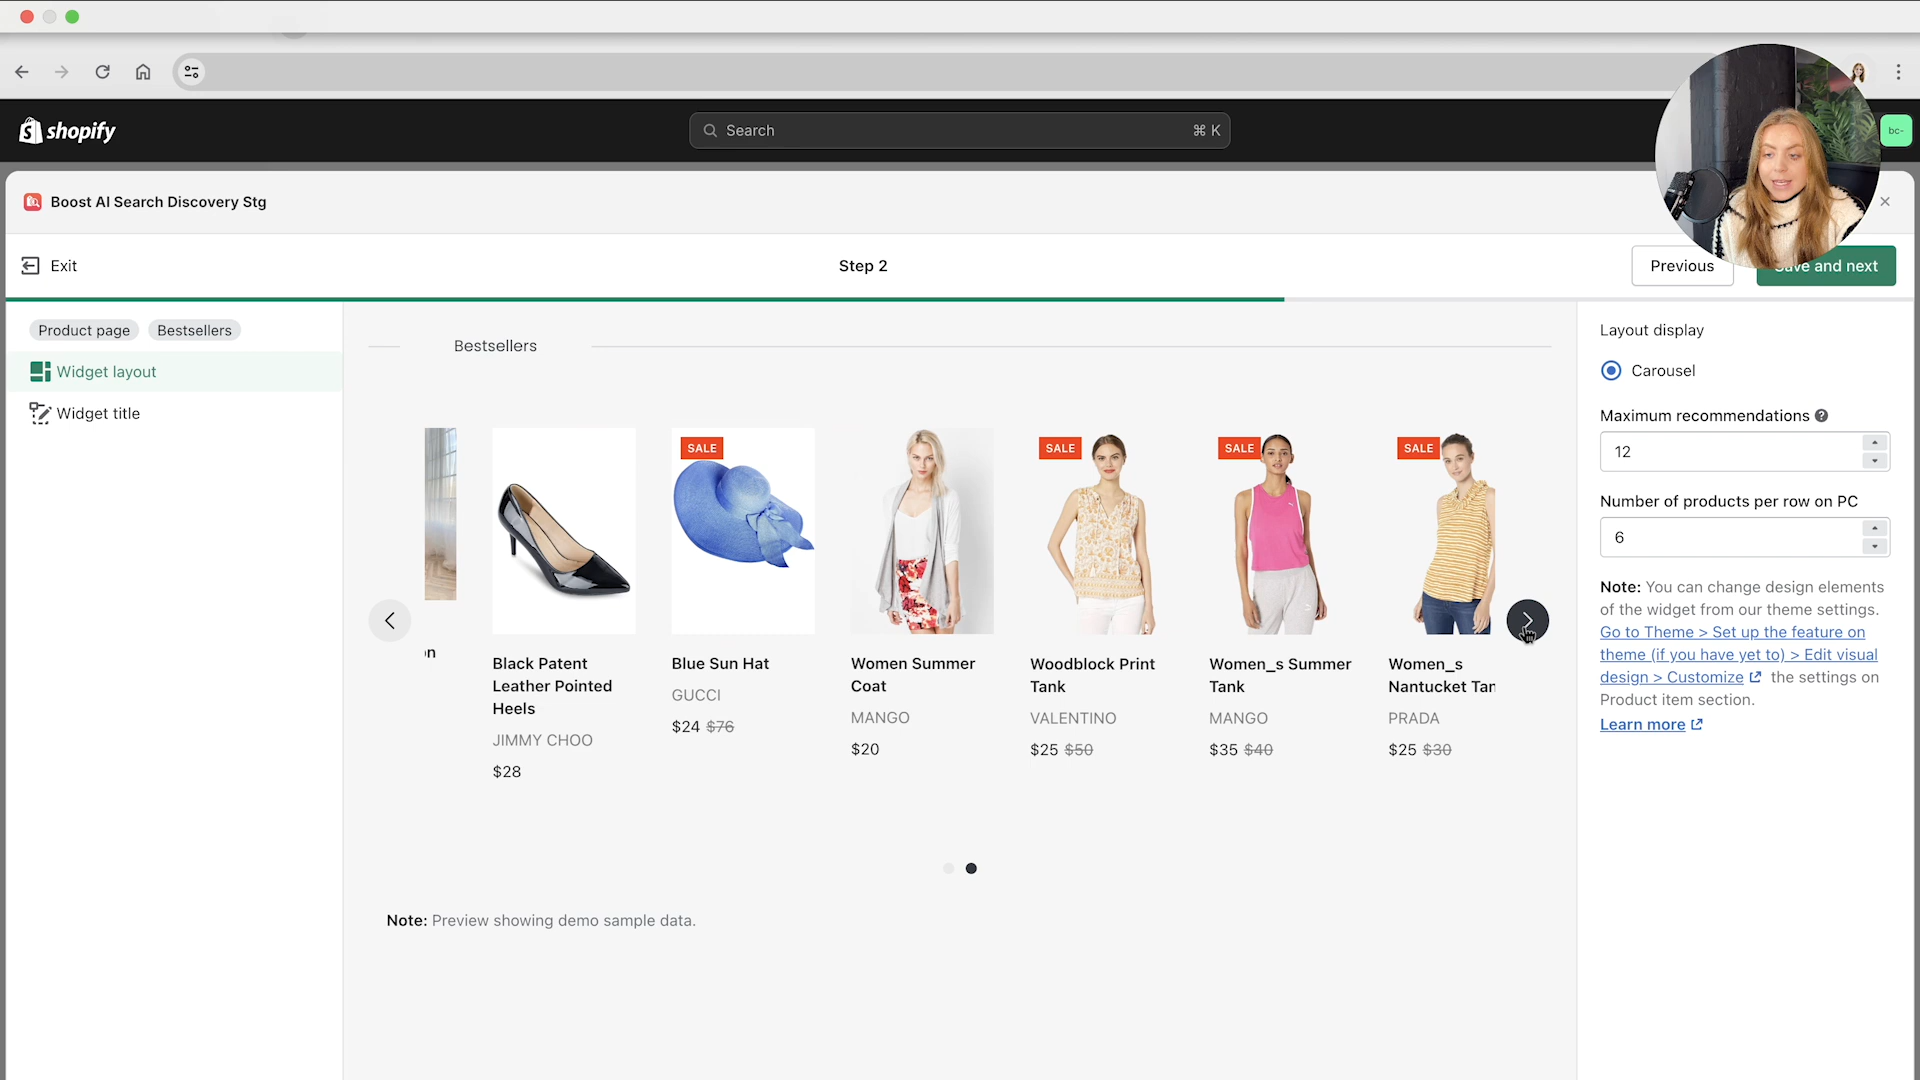 shopify
Search
⌘ K
bc-
Boost AI Search Discovery Stg
Exit
Step 2
Previous
and next
Product page
Bestsellers
Widget layout
Widget title
Bestsellers
SALE
SALE
SALE
SALE
Black Patent
Leather Pointed
Heels
JIMMY CHOO
$28
Blue Sun Hat
GUCCI
$24 $76
Women Summer
Coat
MANGO
$20
Woodblock Print
Tank
VALENTINO
$25 $50
Women_s Summer
Tank
MANGO
$35 $40
Women_s
Nantucket Tan
PRADA
$25 $30
Note: Preview showing demo sample data.
Layout display
Carousel
Maximum recommendations
12
Number of products per row on PC
6
Note: You can change design elements
of the widget from our theme settings.
Go to Theme > Set up the feature on
theme (if you have yet to) > Edit visual
design > Customize the settings on
Product item section.
Learn more